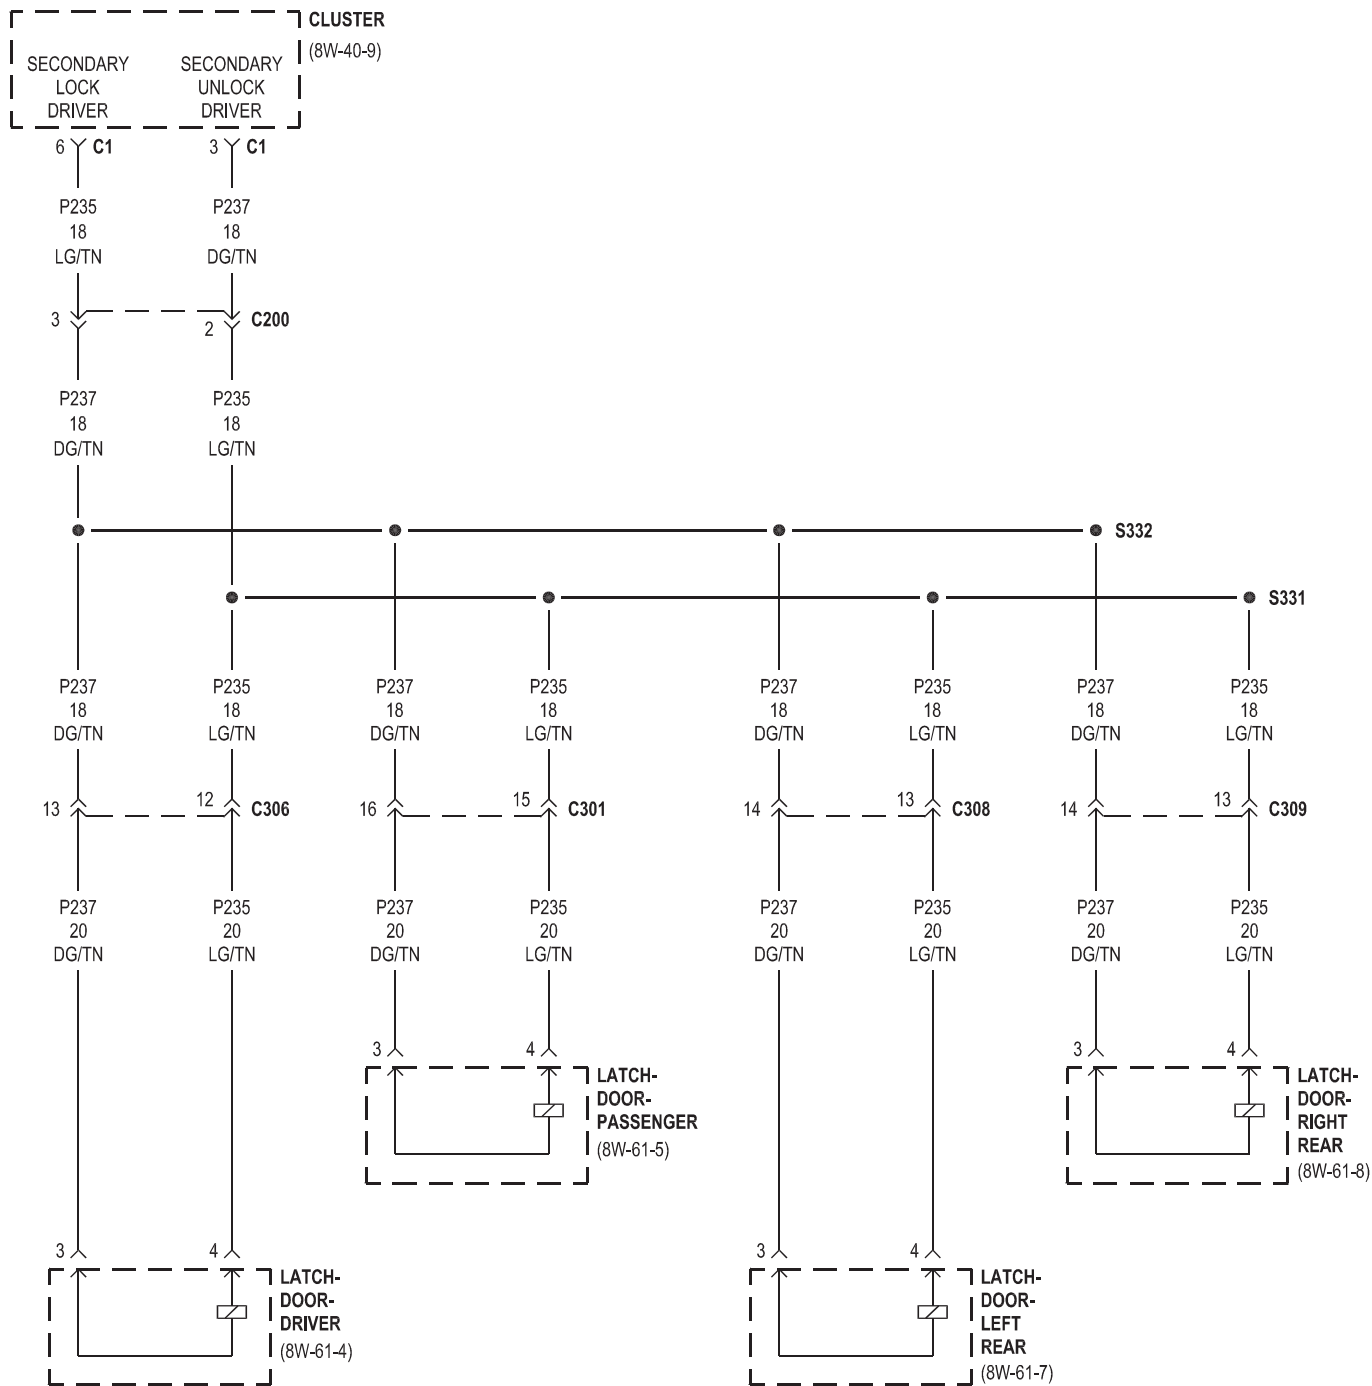 CLUSTER
(8W-40-9)
SECONDARY
LOCK
DRIVER
SECONDARY
UNLOCK
DRIVER
6
C1
3
C1
P235
18
LG/TN
P237
18
DG/TN
3
2
C200
P237
18
DG/TN
P235
18
LG/TN
S332
S331
P237
18
DG/TN
P235
18
LG/TN
P237
18
DG/TN
P235
18
LG/TN
P237
18
DG/TN
P235
18
LG/TN
P237
18
DG/TN
P235
18
LG/TN
13
12
C306
16
15
C301
14
13
C308
14
13
C309
P237
20
DG/TN
P235
20
LG/TN
P237
20
DG/TN
P235
20
LG/TN
P237
20
DG/TN
P235
20
LG/TN
P237
20
DG/TN
P235
20
LG/TN
3
4
LATCH-
DOOR-
PASSENGER
(8W-61-5)
3
4
LATCH-
DOOR-
RIGHT
REAR
(8W-61-8)
3
4
LATCH-
DOOR-
DRIVER
(8W-61-4)
3
4
LATCH-
DOOR-
LEFT
REAR
(8W-61-7)